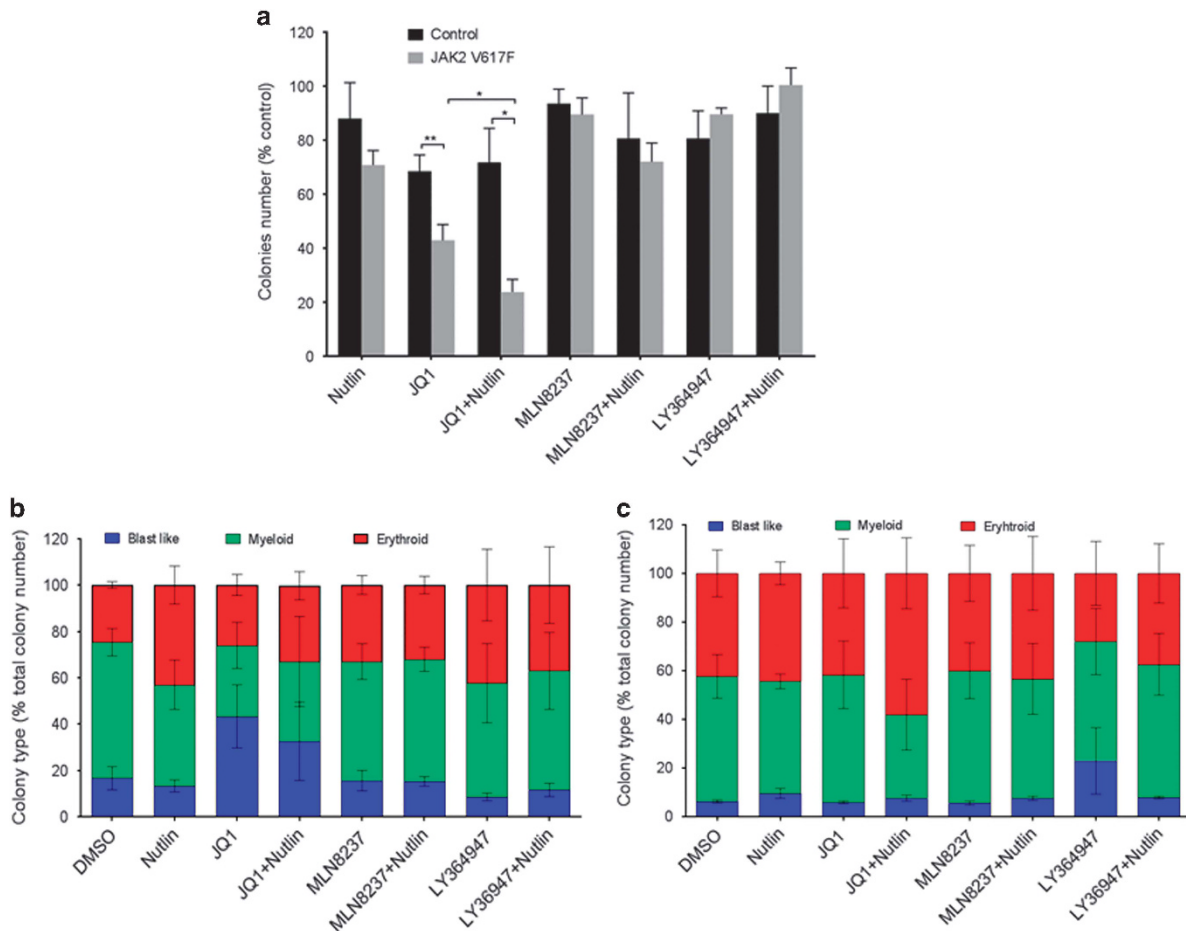 a
120
100
80
60
40
20
0
Colonies number (% control)
Control
JAK2 V617F
*
**
*
Nutlin
JQ1
JQ1+Nutlin
MLN8237
MLN8237+Nutlin
LY364947
LY364947+Nutlin
b
120
100
80
60
40
20
0
Colony type (% total colony number)
Blast like
Myeloid
Erythroid
DMSO
Nutlin
JQ1
JQ1+Nutlin
MLN8237
MLN8237+Nutlin
LY364947
LY36947+Nutlin
c
120
100
80
60
40
20
0
Colony type (% total colony number)
Blast like
Myeloid
Eryhtroid
DMSO
Nutlin
JQ1
JQ1+Nutlin
MLN8237
MLN8237+Nutlin
LY364947
LY36947+Nutlin